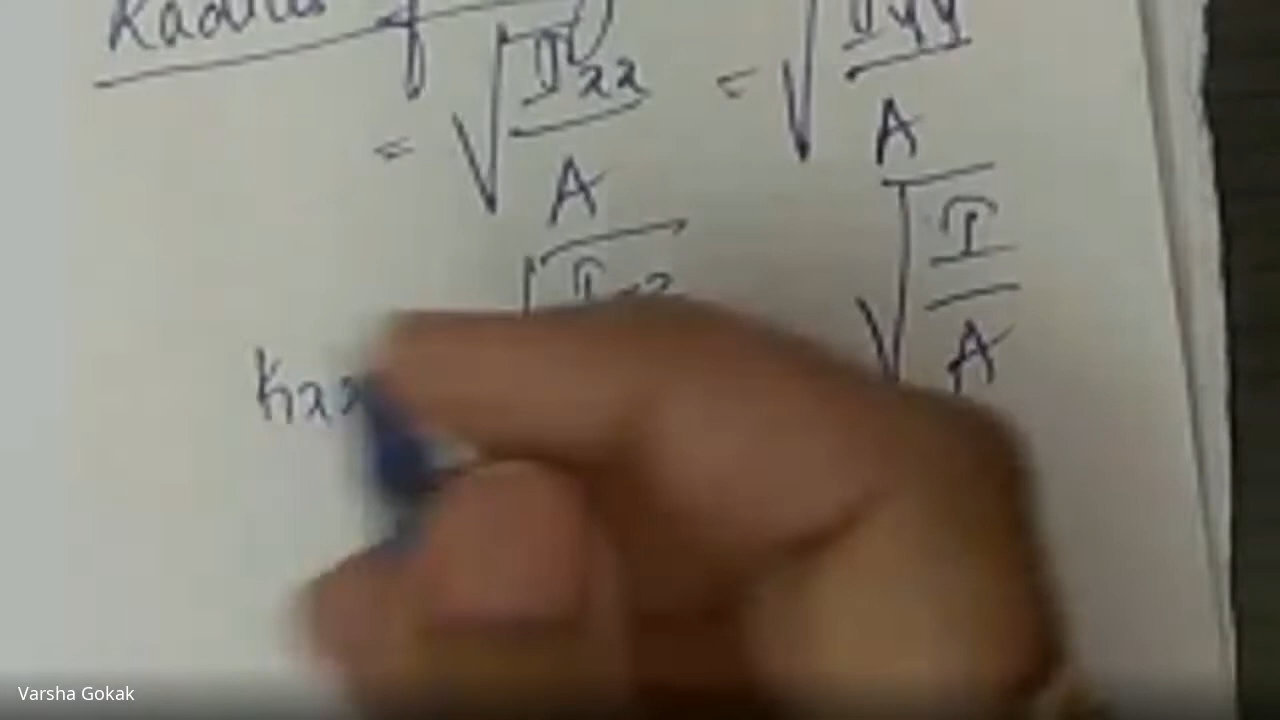 Radius of
= √Ixx/A = √Iyy/A
√I/A
kxx
Varsha Gokak